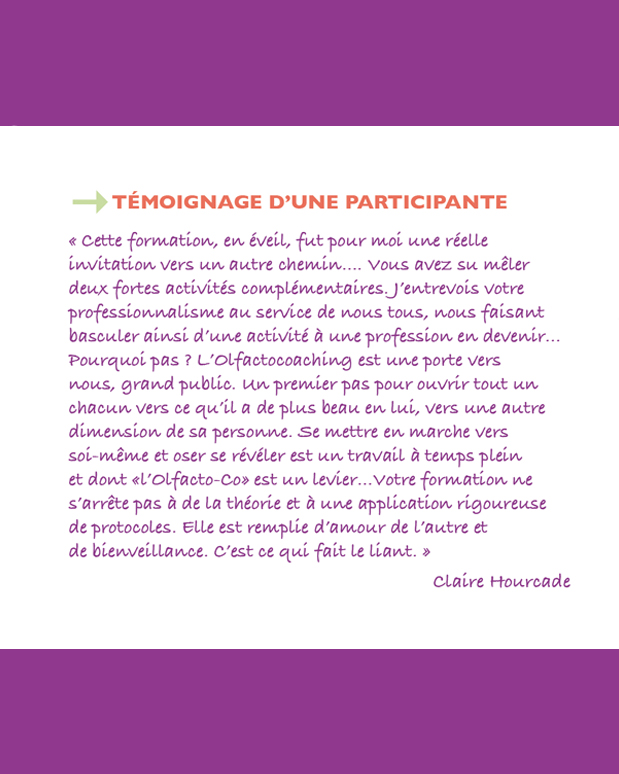 TÉMOIGNAGE D’UNE PARTICIPANTE
« Cette formation, en éveil, fut pour moi une réelle
invitation vers un autre chemin.... Vous avez su mêler
deux fortes activités complémentaires. J’entrevois votre
professionnalisme au service de nous tous, nous faisant
basculer ainsi d’une activité à une profession en devenir...
Pourquoi pas ? L’Olfactocoaching est une porte vers
nous, grand public. Un premier pas pour ouvrir tout un
chacun vers ce qu’il a de plus beau en lui, vers une autre
dimension de sa personne. Se mettre en marche vers
soi-même et oser se révéler est un travail à temps plein
et dont «l’Olfacto-Co» est un levier...Votre formation ne
s’arrête pas à de la théorie et à une application rigoureuse
de protocoles. Elle est remplie d’amour de l’autre et
de bienveillance. C’est ce qui fait le liant. »
Claire Hourcade